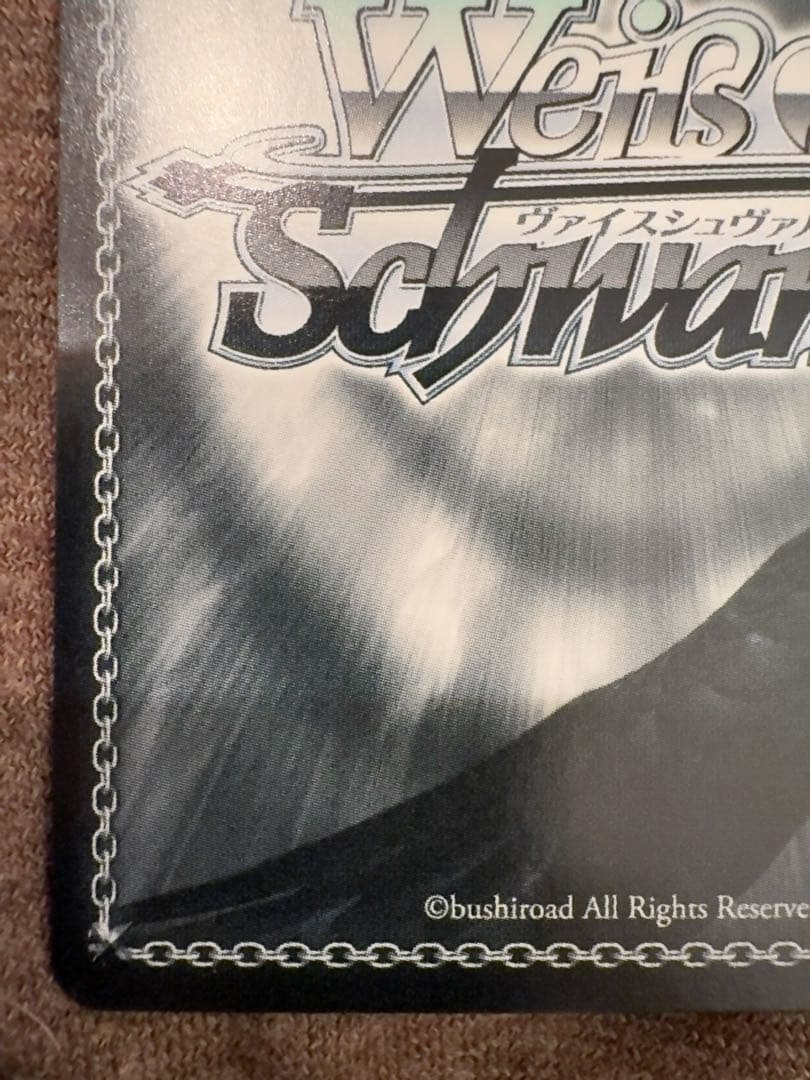 Weiß
Schwar
ヴァイスシュヴァ
©bushiroad All Rights Reserve